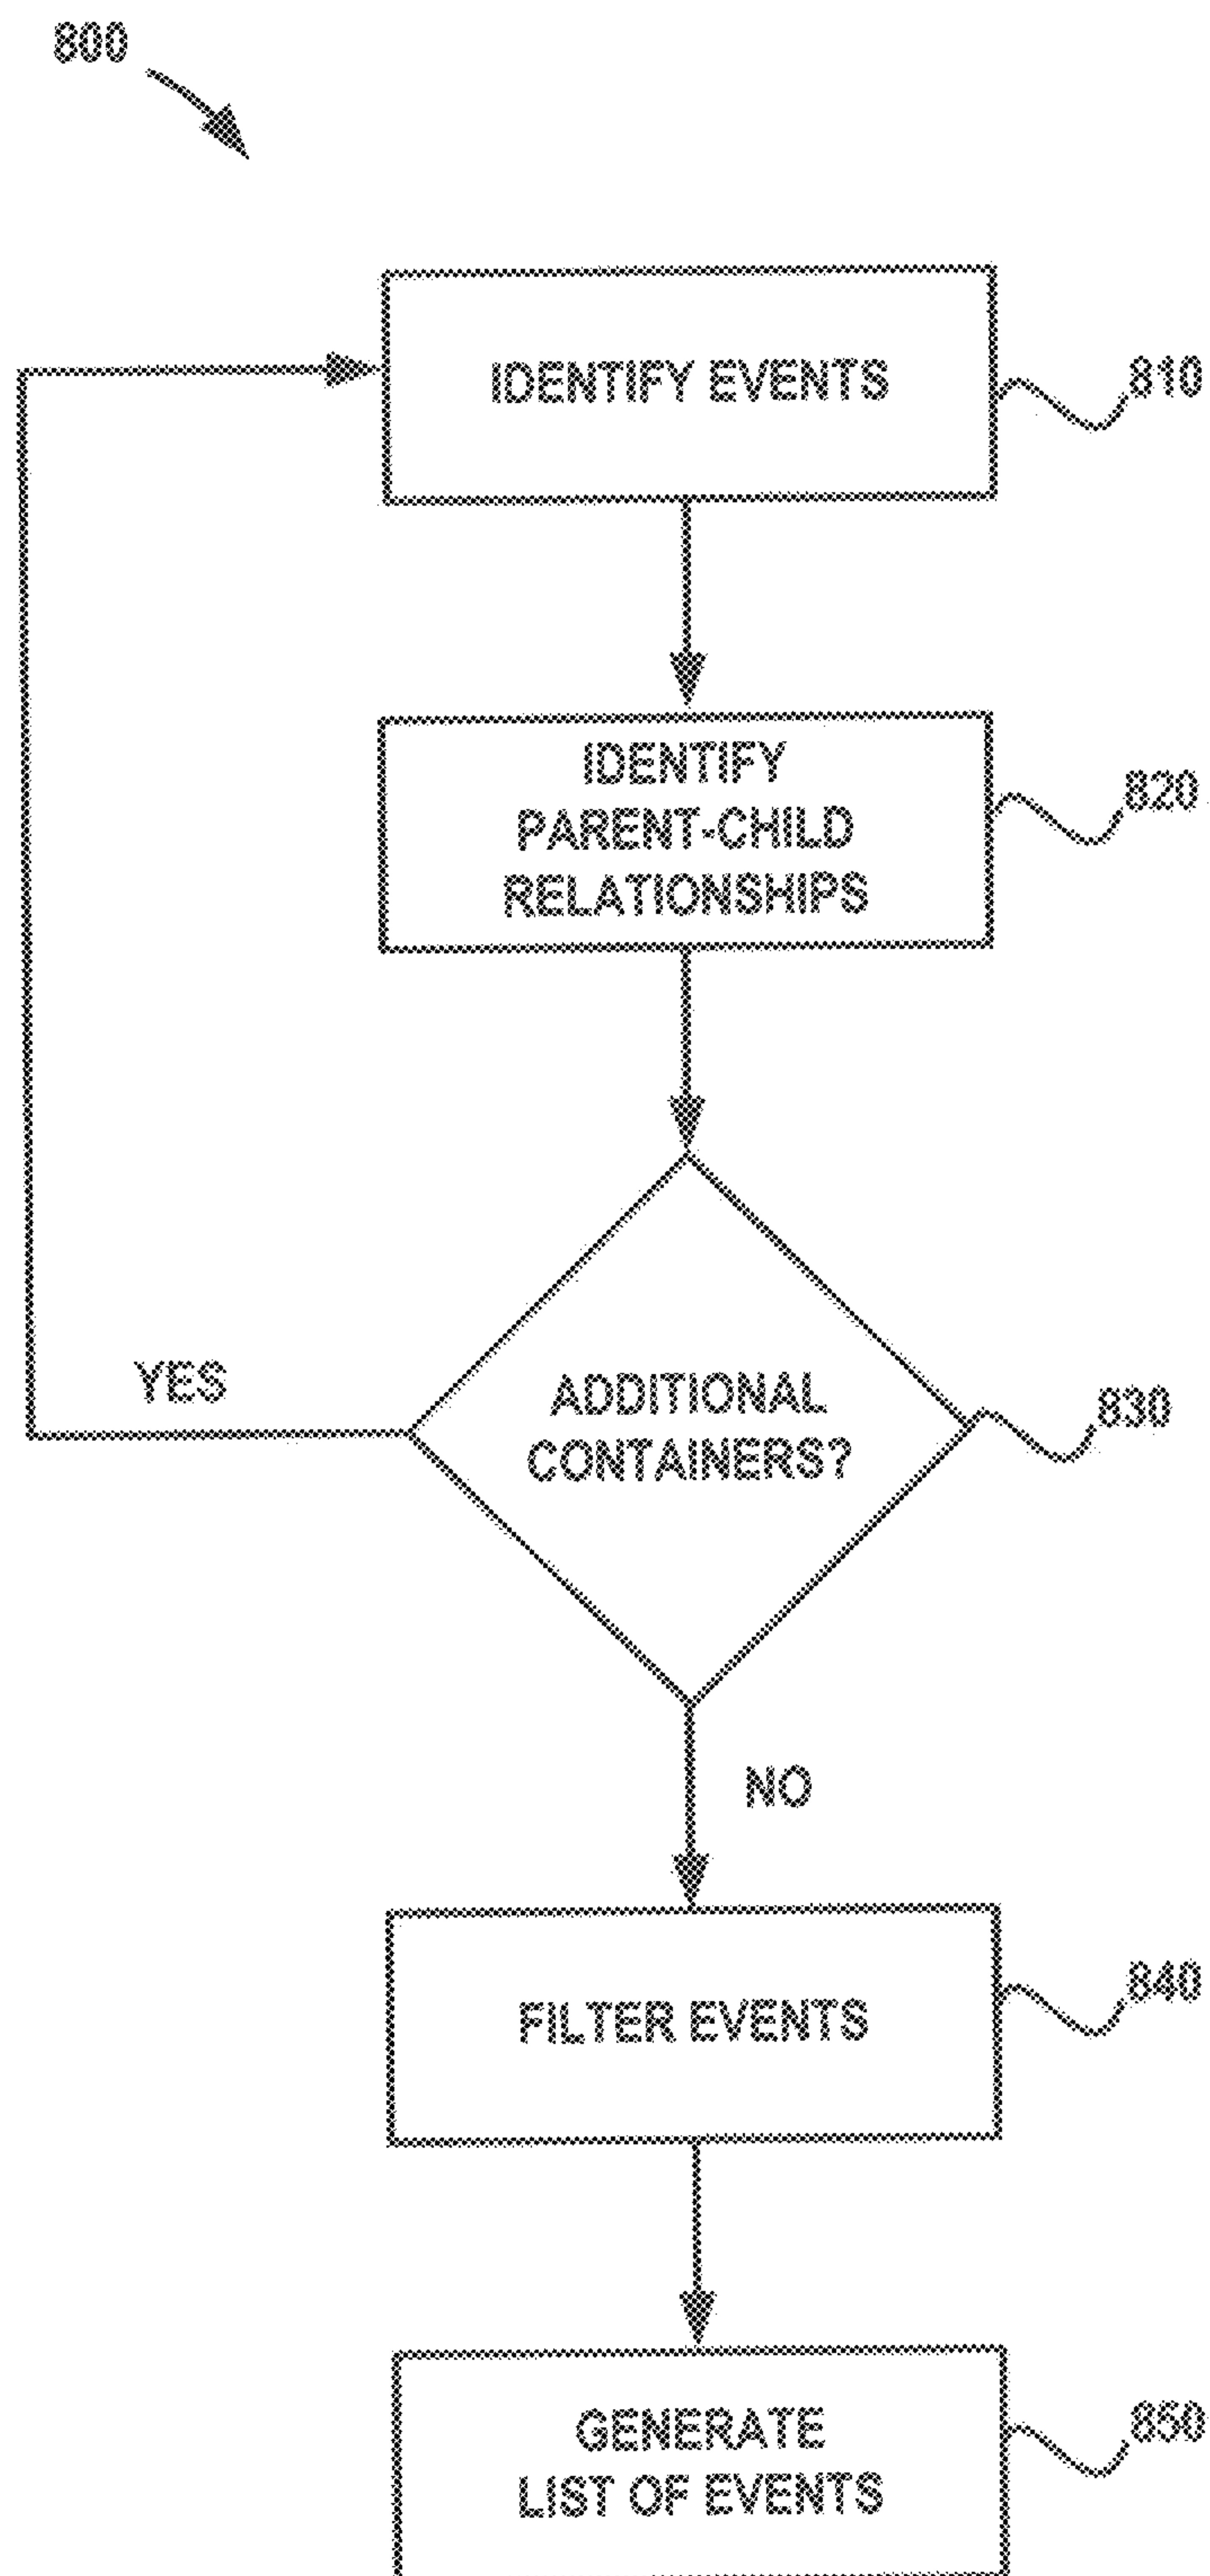 800
IDENTIFY EVENTS
810
IDENTIFY
PARENT-CHILD
RELATIONSHIPS
820
ADDITIONAL
CONTAINERS?
830
YES
NO
FILTER EVENTS
840
GENERATE
LIST OF EVENTS
850